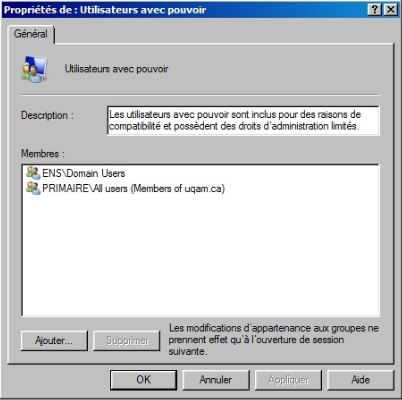 Propriétés de : Utilisateurs avec pouvoir
Général
Utilisateurs avec pouvoir
Description :
Les utilisateurs avec pouvoir sont inclus pour des raisons de
compatibilité et possèdent des droits d'administration limités.
Membres :
ENS\Domain Users
PRIMAIRE\All users (Members of uqam.ca)
Ajouter...
Supprimer
Les modifications d'appartenance aux groupes ne
prennent effet qu'à l'ouverture de session
suivante.
OK
Annuler
Appliquer
Aide